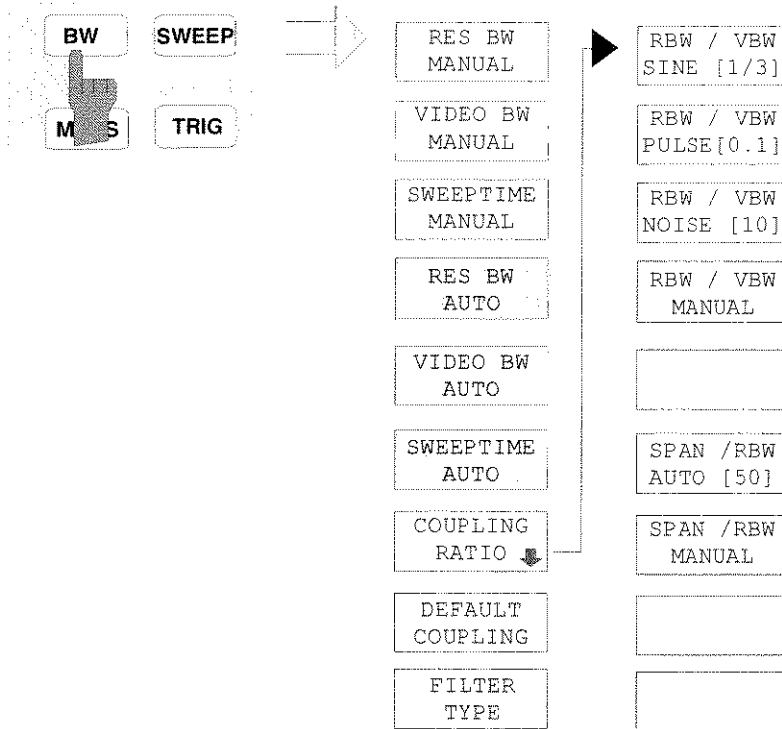 BW
SWEEP
TRIG
RES BW
MANUAL
VIDEO BW
MANUAL
SWEEPTIME
MANUAL
RES BW
AUTO
VIDEO BW
AUTO
SWEEPTIME
AUTO
COUPLING
RATIO
DEFAULT
COUPLING
FILTER
TYPE
RBW / VBW
SINE [1/3]
RBW / VBW
PULSE[0.1]
RBW / VBW
NOISE [10]
RBW / VBW
MANUAL
SPAN /RBW
AUTO [50]
SPAN /RBW
MANUAL